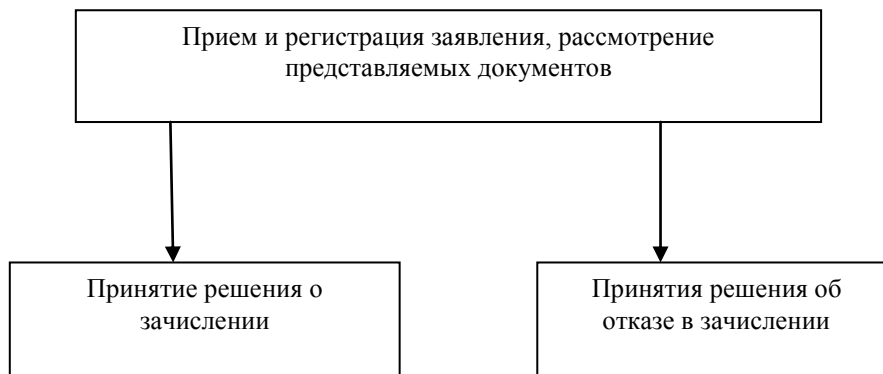 Прием и регистрация заявления, рассмотрение
представляемых документов
Принятие решения о
зачислении
Принятия решения об
отказе в зачислении